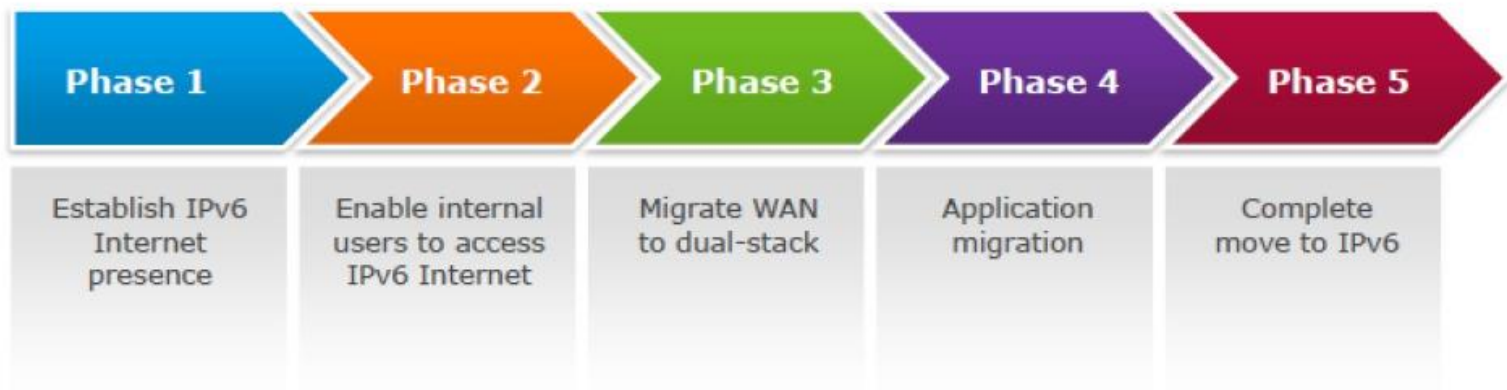 Phase 1
Phase 2
Phase 3
Phase 4
Phase 5
Establish IPv6
Internet
presence
Enable internal
users to access
IPv6 Internet
Migrate WAN
to dual-stack
Application
migration
Complete
move to IPv6